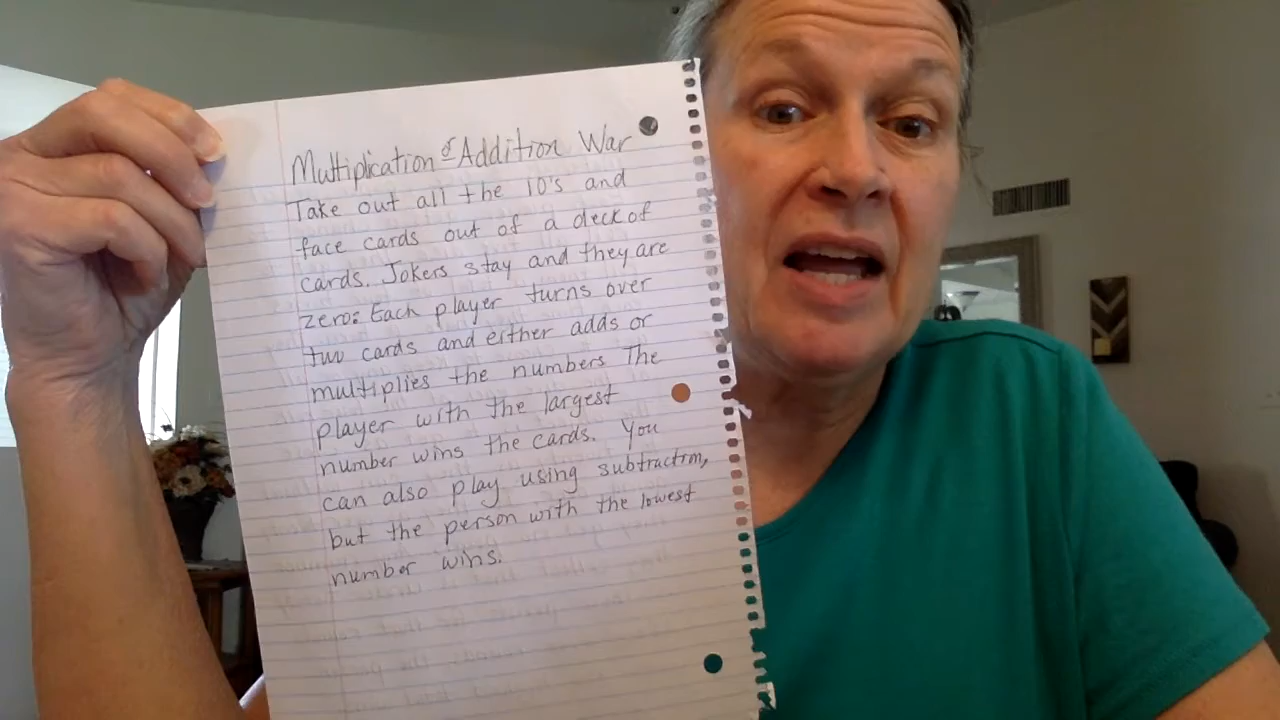 Multiplication or Addition War
Take out all the 10's and
face cards out of a deck of
cards. Jokers stay and they are
zero. Each player turns over
two cards and either adds or
multiplies the numbers The
player with the largest
number wins the cards. You
can also play using subtraction,
but the person with the lowest
number wins.